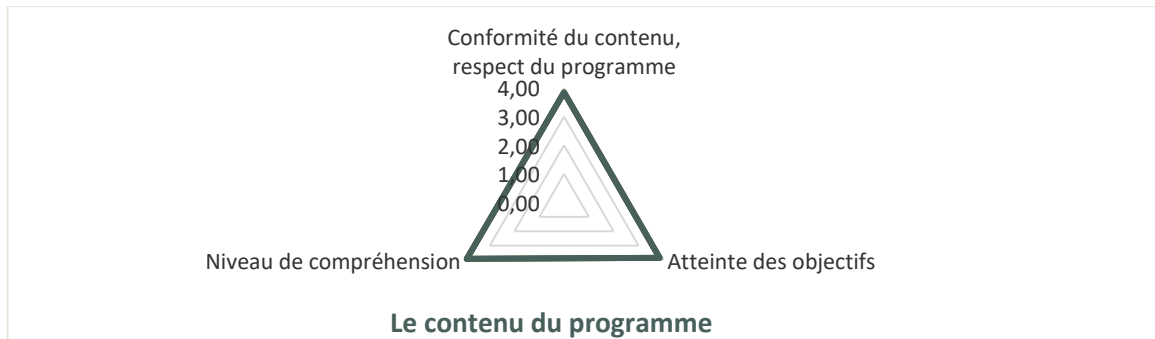 Conformité du contenu,
respect du programme
4,00
3,00
2,00
1,00
0,00
Niveau de compréhension
Atteinte des objectifs
Le contenu du programme